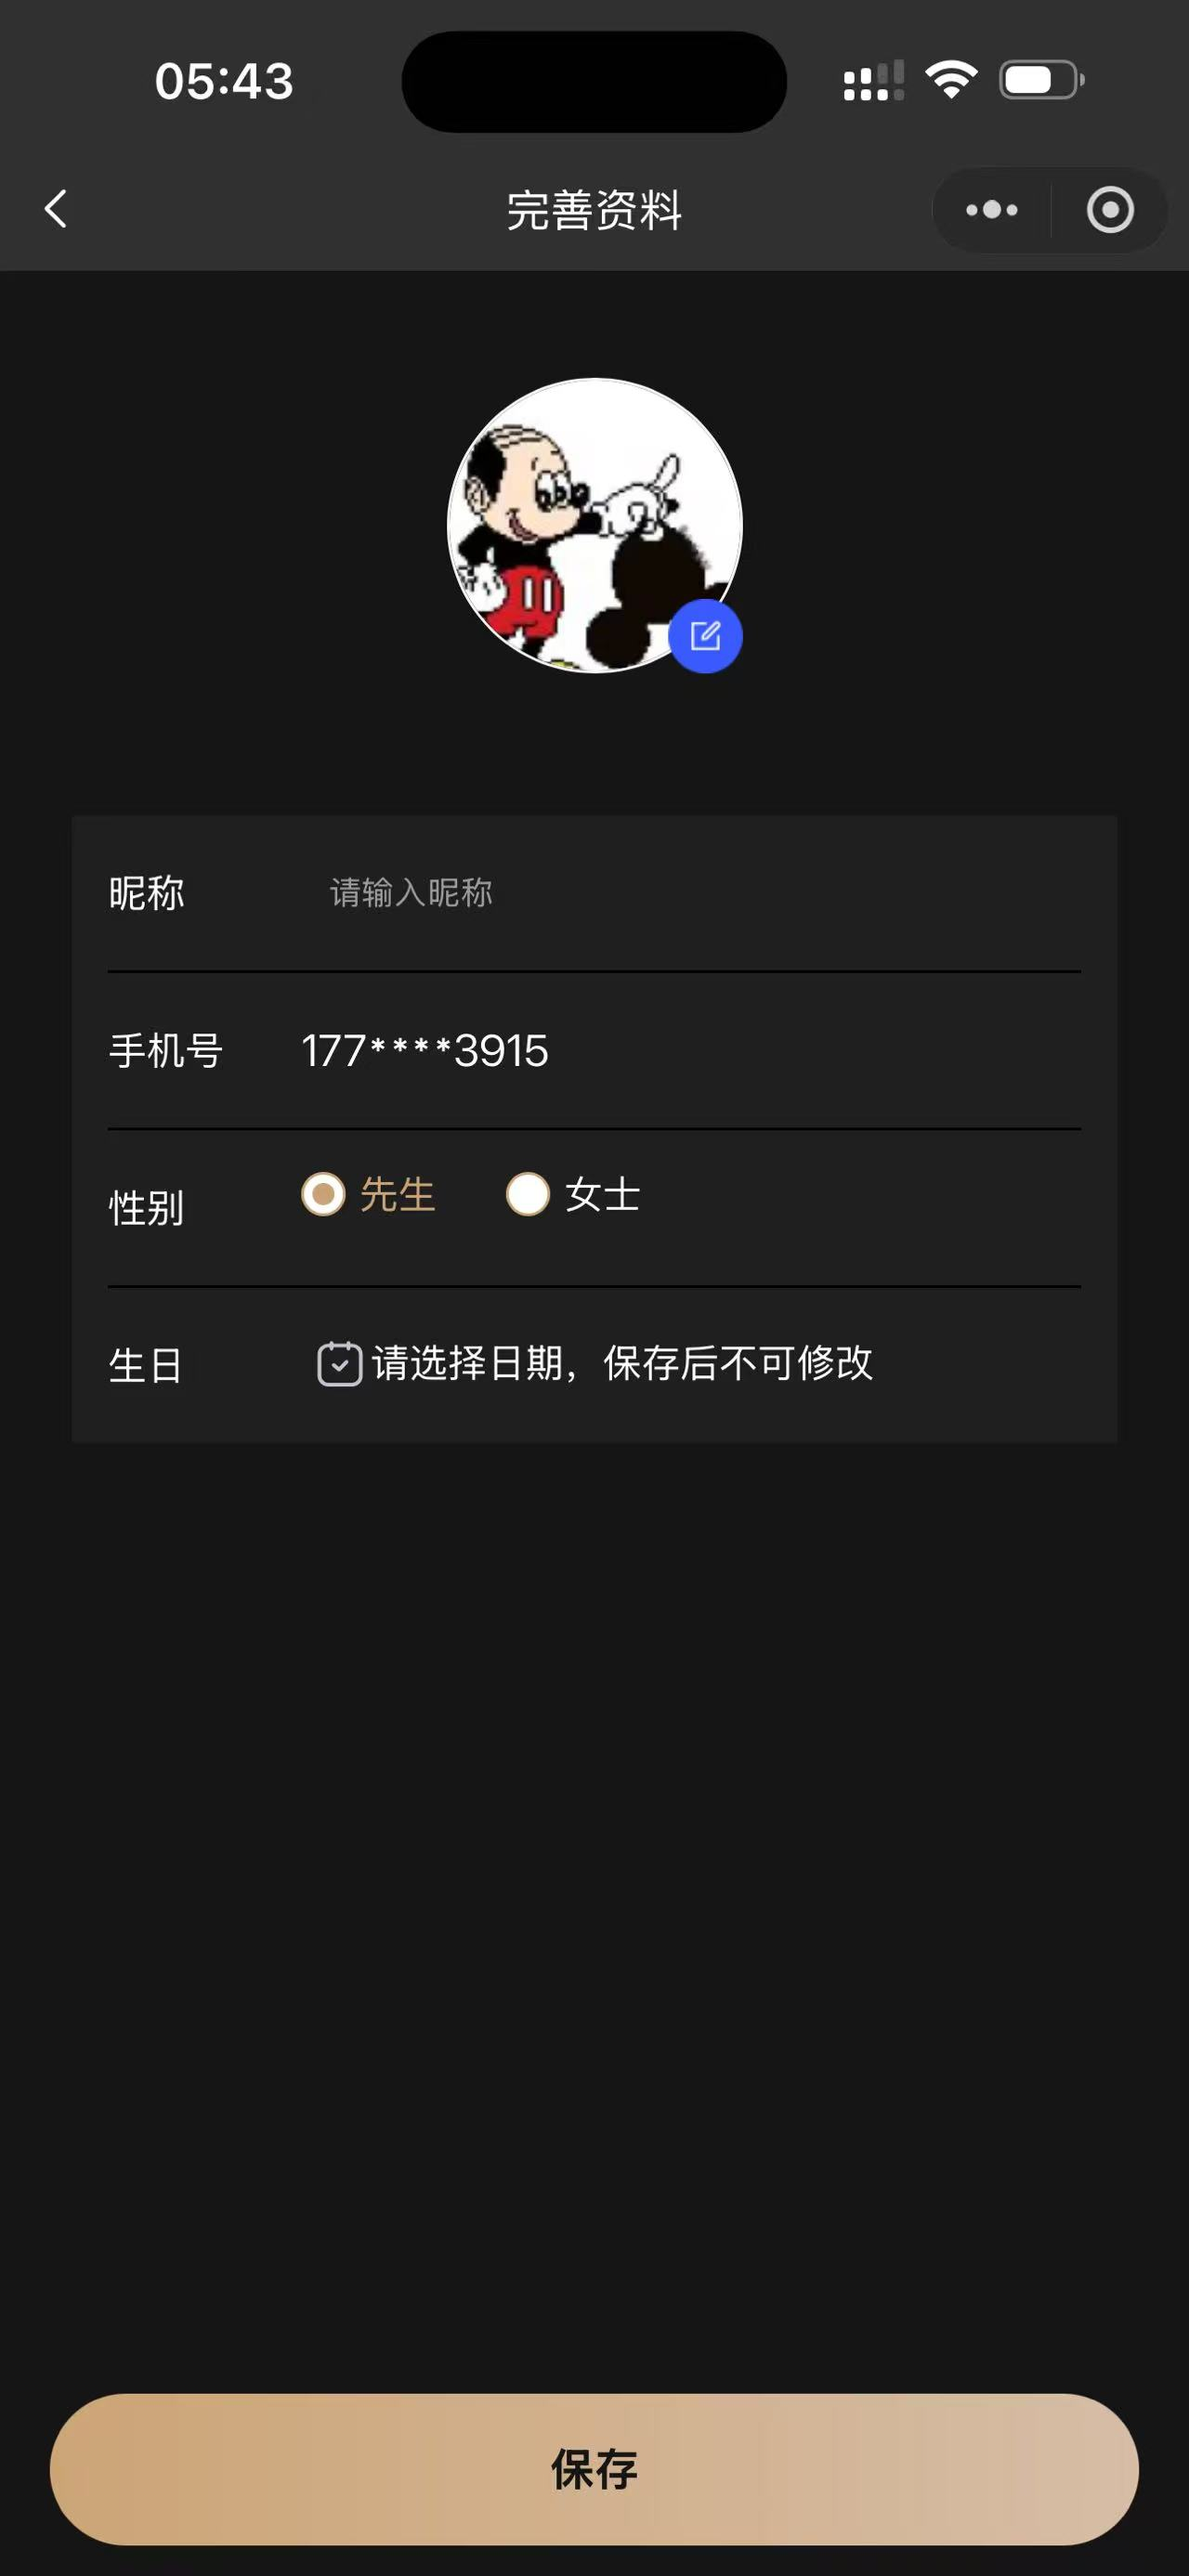 05:43
完善资料
昵称 请输入昵称
手机号 177****3915
性别 先生 女士
生日 请选择日期，保存后不可修改
保存